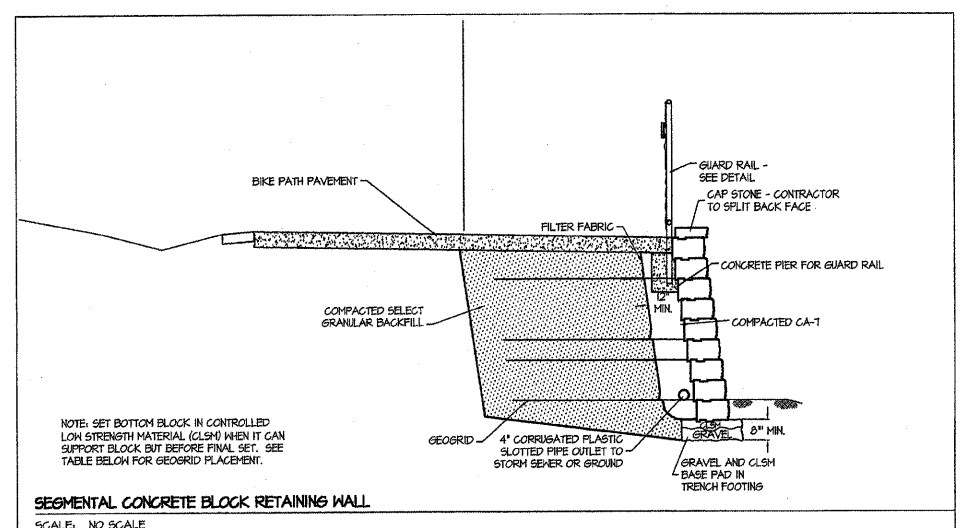 GUARD RAIL -
SEE DETAIL
BIKE PATH PAVEMENT
CAP STONE - CONTRACTOR
TO SPLIT BACK FACE
FILTER FABRIC
CONCRETE PIER FOR GUARD RAIL
12"
MIN.
COMPACTED SELECT
GRANULAR BACKFILL
COMPACTED CA-7
NOTE: SET BOTTOM BLOCK IN CONTROLLED
LOW STRENGTH MATERIAL (CLSM) WHEN IT CAN
SUPPORT BLOCK BUT BEFORE FINAL SET. SEE
TABLE BELOW FOR GEOGRID PLACEMENT.
GEOGRID
4" CORRUGATED PLASTIC
SLOTTED PIPE OUTLET TO
STORM SEWER OR GROUND
CLSM
GRAVEL
8" MIN.
GRAVEL AND CLSM
BASE PAD IN
TRENCH FOOTING
SEGMENTAL CONCRETE BLOCK RETAINING WALL
SCALE: NO SCALE